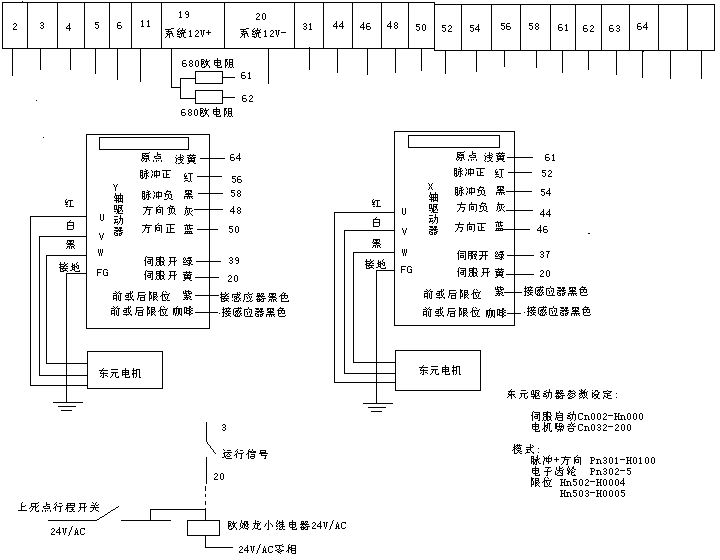 2 3 4 5 6 11 19 20 31 44 46 48 50 52 54 56 58 61 63 64
系统12V+ 系统12V-
680欧电阻
61
62
680欧电阻
Y轴驱动器
原点 浅黄 64
脉冲正 红 56
脉冲负 黑 58
方向负 灰 48
方向正 蓝 50
伺服开 绿 39
伺服开 黄 20
前或后限位 紫 接感应器黑色
前或后限位 咖啡 接感应器黑色
红 U
白 V
黑 W
接地 FG
东元电机
X轴驱动器
原点 浅黄 61
脉冲正 红 52
脉冲负 黑 54
方向负 灰 44
方向正 蓝 46
伺服开 绿 37
伺服开 黄 20
前或后限位 紫 接感应器黑色
前或后限位 咖啡 接感应器黑色
红 U
白 V
黑 W
接地 FG
东元电机
东元驱动器参数设定:
伺服启动Cn002-Hn000
电机噪音Cn032-200
模式:
脉冲+方向 Pn301-H0100
电子齿轮 Pn302-5
限位 Hn502-H0004
Hn503-H0005
3
运行信号
20
上死点行程开关
24V/AC
欧姆龙小继电器24V/AC
24V/AC零相